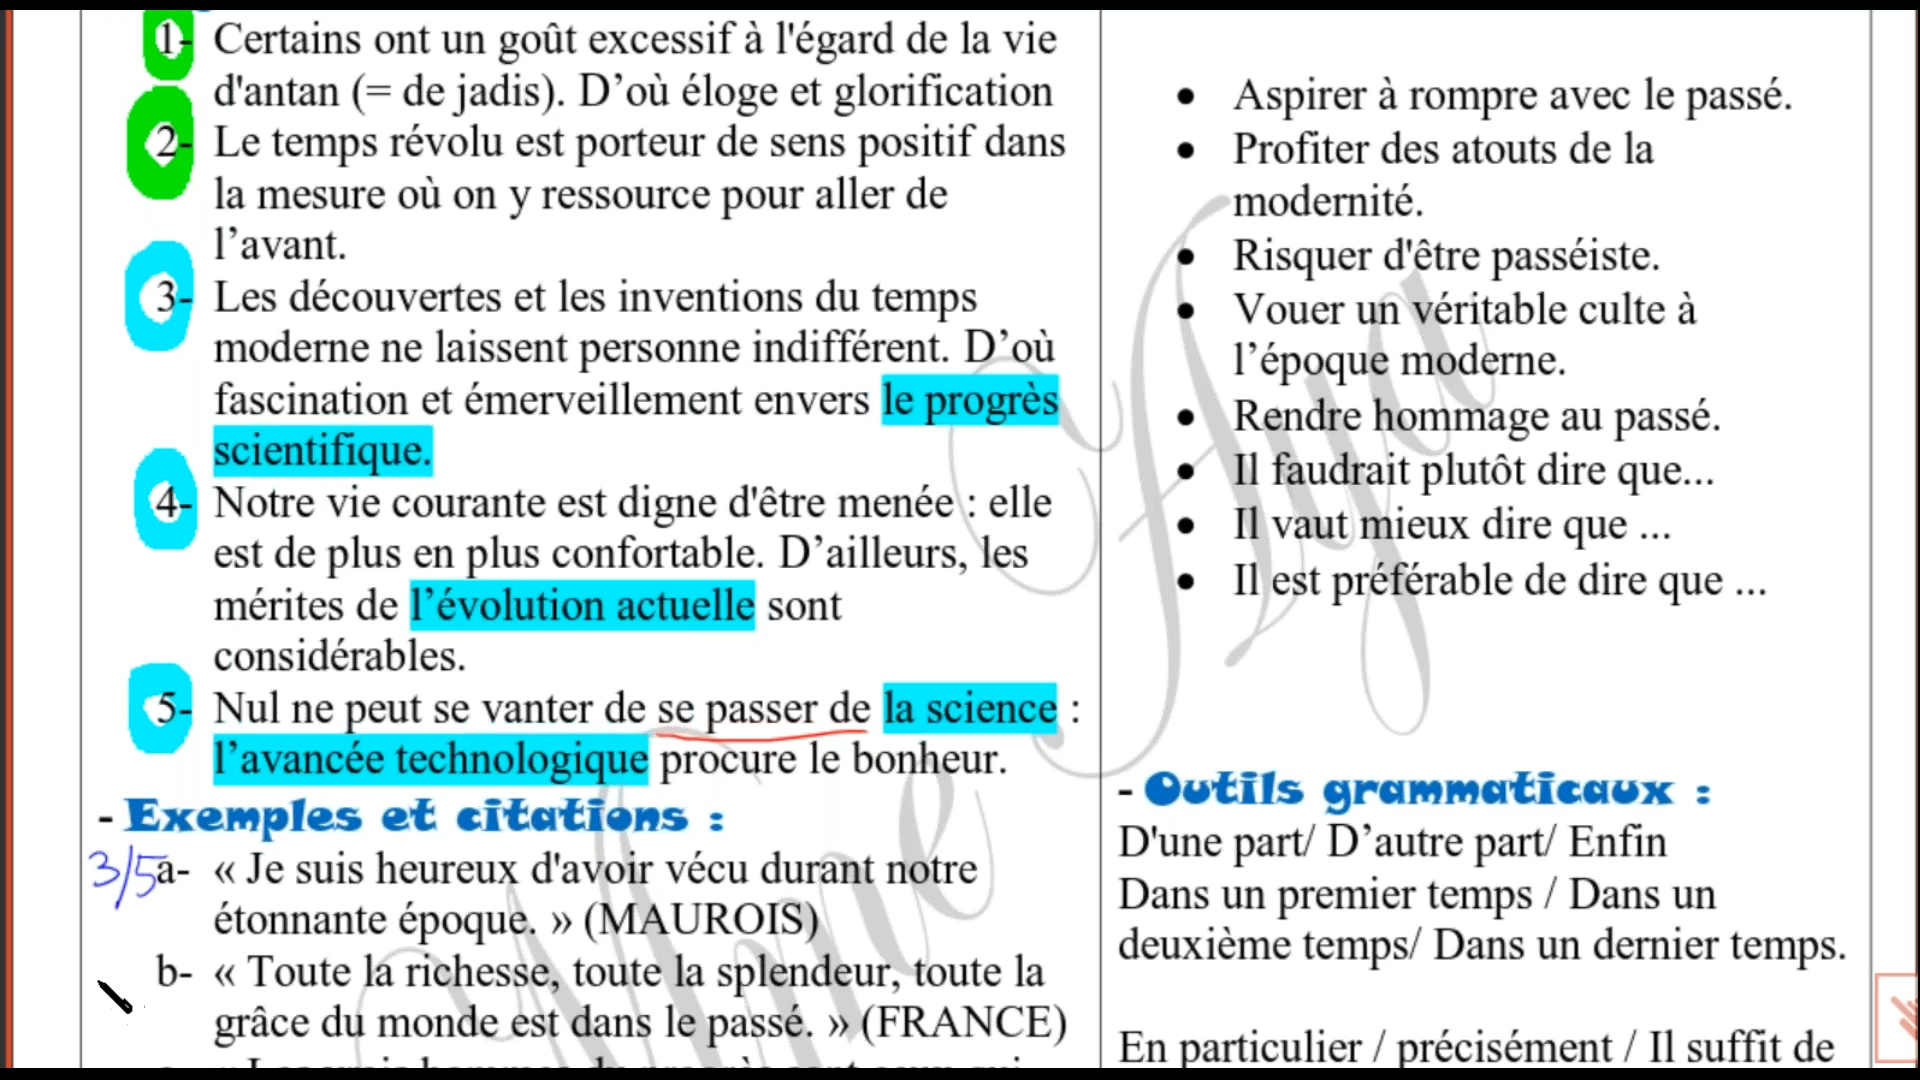 1- Certains ont un goût excessif à l'égard de la vie
d'antan (= de jadis). D’où éloge et glorification
2- Le temps révolu est porteur de sens positif dans
la mesure où on y ressource pour aller de
l’avant.
3- Les découvertes et les inventions du temps
moderne ne laissent personne indifférent. D’où
fascination et émerveillement envers le progrès
scientifique.
4- Notre vie courante est digne d'être menée : elle
est de plus en plus confortable. D’ailleurs, les
mérites de l’évolution actuelle sont
considérables.
5- Nul ne peut se vanter de se passer de la science :
l’avancée technologique procure le bonheur.
- Exemples et citations :
3/5 a- « Je suis heureux d'avoir vécu durant notre
étonnante époque. » (MAUROIS)
b- « Toute la richesse, toute la splendeur, toute la
grâce du monde est dans le passé. » (FRANCE)
• Aspirer à rompre avec le passé.
• Profiter des atouts de la
modernité.
• Risquer d'être passéiste.
• Vouer un véritable culte à
l’époque moderne.
• Rendre hommage au passé.
• Il faudrait plutôt dire que...
• Il vaut mieux dire que ...
• Il est préférable de dire que ...
- Outils grammaticaux :
D'une part/ D’autre part/ Enfin
Dans un premier temps / Dans un
deuxième temps/ Dans un dernier temps.
En particulier / précisément / Il suffit de
Mme Aya